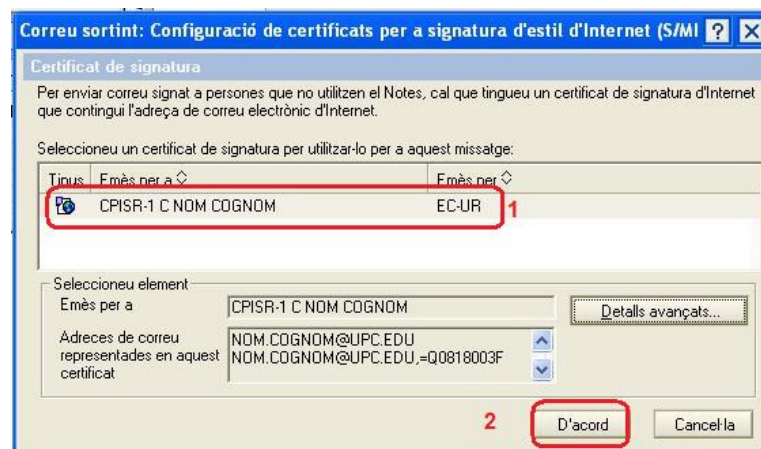 Correu sortint: Configuració de certificats per a signatura d'estil d'Internet (S/MI
Certificat de signatura
Per enviar correu signat a persones que no utilitzen el Notes, cal que tingueu un certificat de signatura d'Internet
que contingui l'adreça de correu electrònic d'Internet.
Seleccioneu un certificat de signatura per utilitzar-lo per a aquest missatge:
Tipus Emès per a Emès per
CPISR-1 C NOM COGNOM EC-UR 1
Seleccioneu element
Emès per a CPISR-1 C NOM COGNOM Detalls avançats...
Adreces de correu NOM.COGNOM@UPC.EDU
representades en aquest NOM.COGNOM@UPC.EDU,=Q0818003F
certificat
2 D'acord Cancel·la